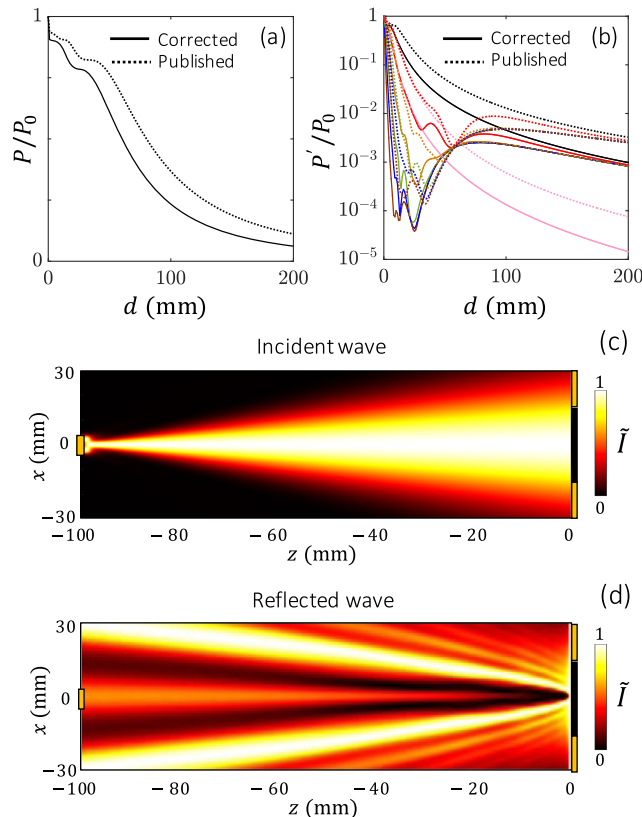 1
P/P₀
0
0
100
200
d (mm)
Corrected
Published
(a)
1
10⁻¹
10⁻²
10⁻³
10⁻⁴
10⁻⁵
P′/P₀
0
100
200
d (mm)
Corrected
Published
(b)
Incident wave
(c)
30
0
−30
x (mm)
−100
−80
−60
−40
−20
0
z (mm)
1
0
Ĩ
Reflected wave
(d)
30
0
−30
x (mm)
−100
−80
−60
−40
−20
0
z (mm)
1
0
Ĩ